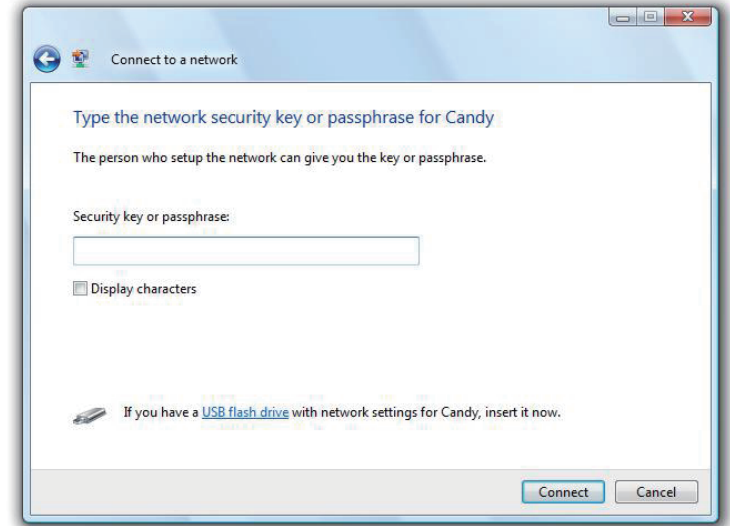 Connect to a network
Type the network security key or passphrase for Candy
The person who setup the network can give you the key or passphrase.
Security key or passphrase:
Display characters
If you have a USB flash drive with network settings for Candy, insert it now.
Connect Cancel